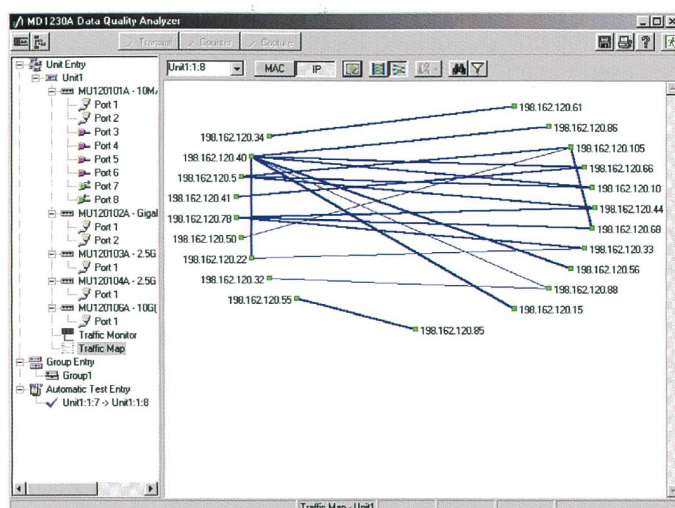 MD1230A Data Quality Analyzer
Transmit Counter Capture
Unit Entry
Unit1
MU120101A - 10M/
Port 1
Port 2
Port 3
Port 4
Port 5
Port 6
Port 7
Port 8
MU120102A - Gigal
Port 1
Port 2
MU120103A - 2.5G
Port 1
MU120104A - 2.5G
Port 1
MU120106A - 10G(
Port 1
Traffic Monitor
Traffic Map
Group Entry
Group1
Automatic Test Entry
Unit1:1:7 -> Unit1:1:8
Unit1:1:8 MAC IP
198.162.120.61
198.162.120.34
198.162.120.86
198.162.120.105
198.162.120.40
198.162.120.66
198.162.120.5
198.162.120.10
198.162.120.41
198.162.120.44
198.162.120.78
198.162.120.68
198.162.120.50
198.162.120.33
198.162.120.22
198.162.120.56
198.162.120.32
198.162.120.88
198.162.120.55
198.162.120.15
198.162.120.85
Traffic Map - Unit1